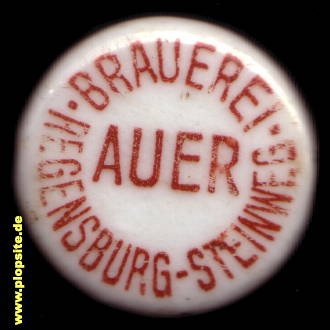 · BRAUEREI ·
AUER
REGENSBURG-STEINWEG
www.plopsite.de